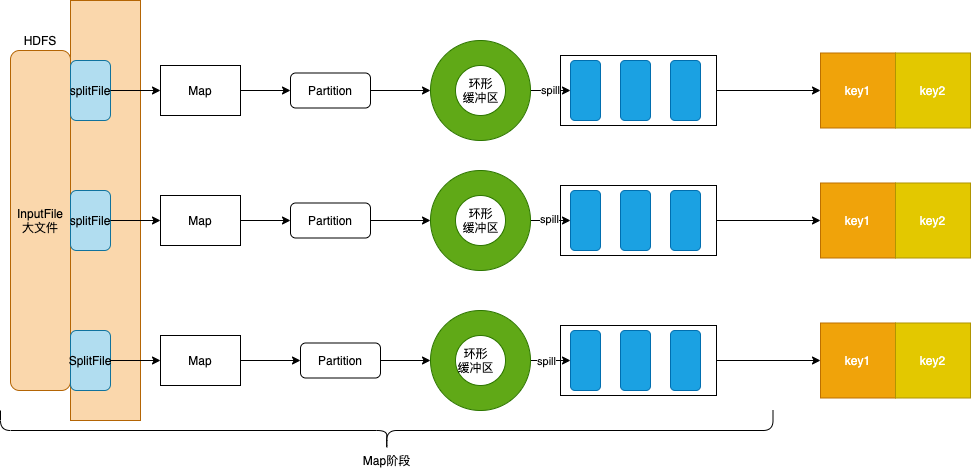 HDFS
InputFile
大文件
splitFile
Map
Partition
环形
缓冲区
spill
key1
key2
splitFile
Map
Partition
环形
缓冲区
spill
key1
key2
SplitFile
Map
Partition
环形
缓冲区
spill
key1
key2
Map阶段